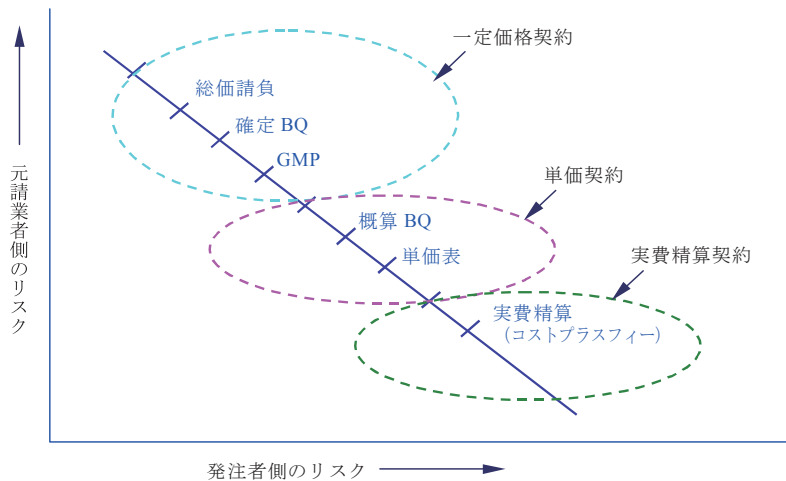 一定価格契約
総価請負
確定 BQ
GMP
単価契約
概算 BQ
単価表
実費精算契約
実費精算
(コストプラスフィー)
元請業者側のリスク
発注者側のリスク